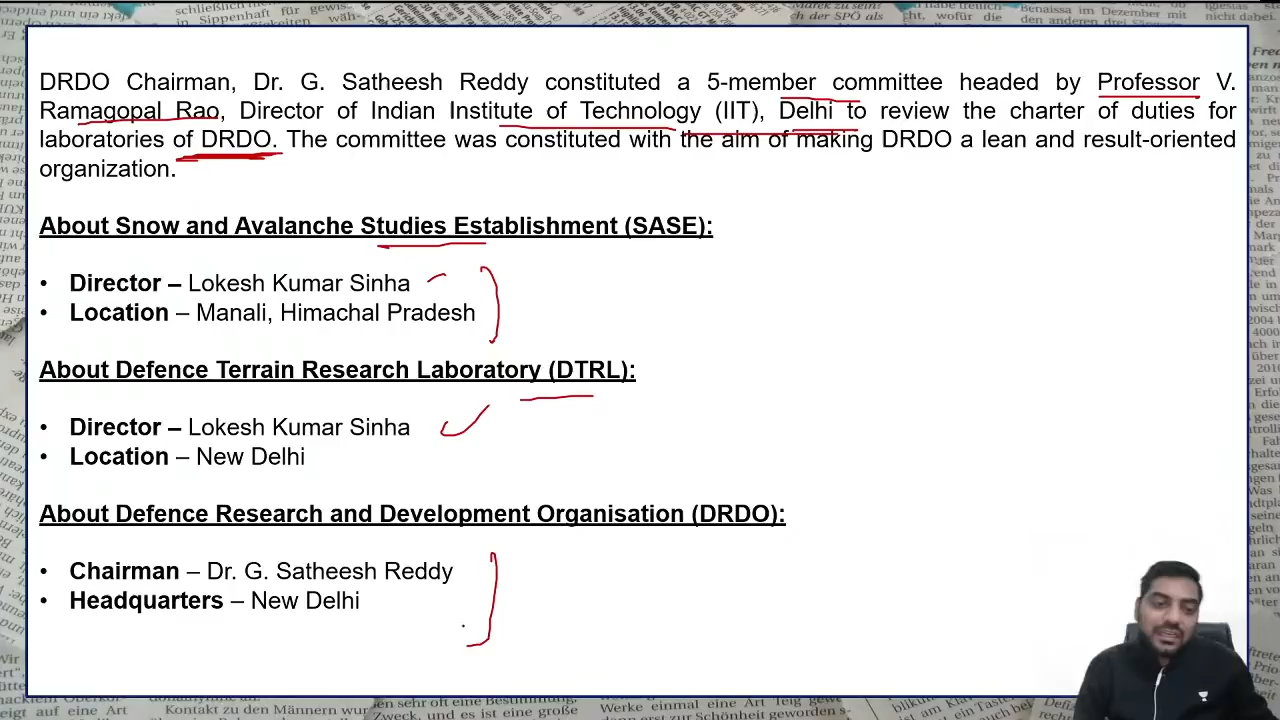 DRDO Chairman, Dr. G. Satheesh Reddy constituted a 5-member committee headed by Professor V.
Ramagopal Rao, Director of Indian Institute of Technology (IIT), Delhi to review the charter of duties for
laboratories of DRDO. The committee was constituted with the aim of making DRDO a lean and result-oriented
organization.
About Snow and Avalanche Studies Establishment (SASE):
• Director – Lokesh Kumar Sinha
• Location – Manali, Himachal Pradesh
About Defence Terrain Research Laboratory (DTRL):
• Director – Lokesh Kumar Sinha
• Location – New Delhi
About Defence Research and Development Organisation (DRDO):
• Chairman – Dr. G. Satheesh Reddy
• Headquarters – New Delhi